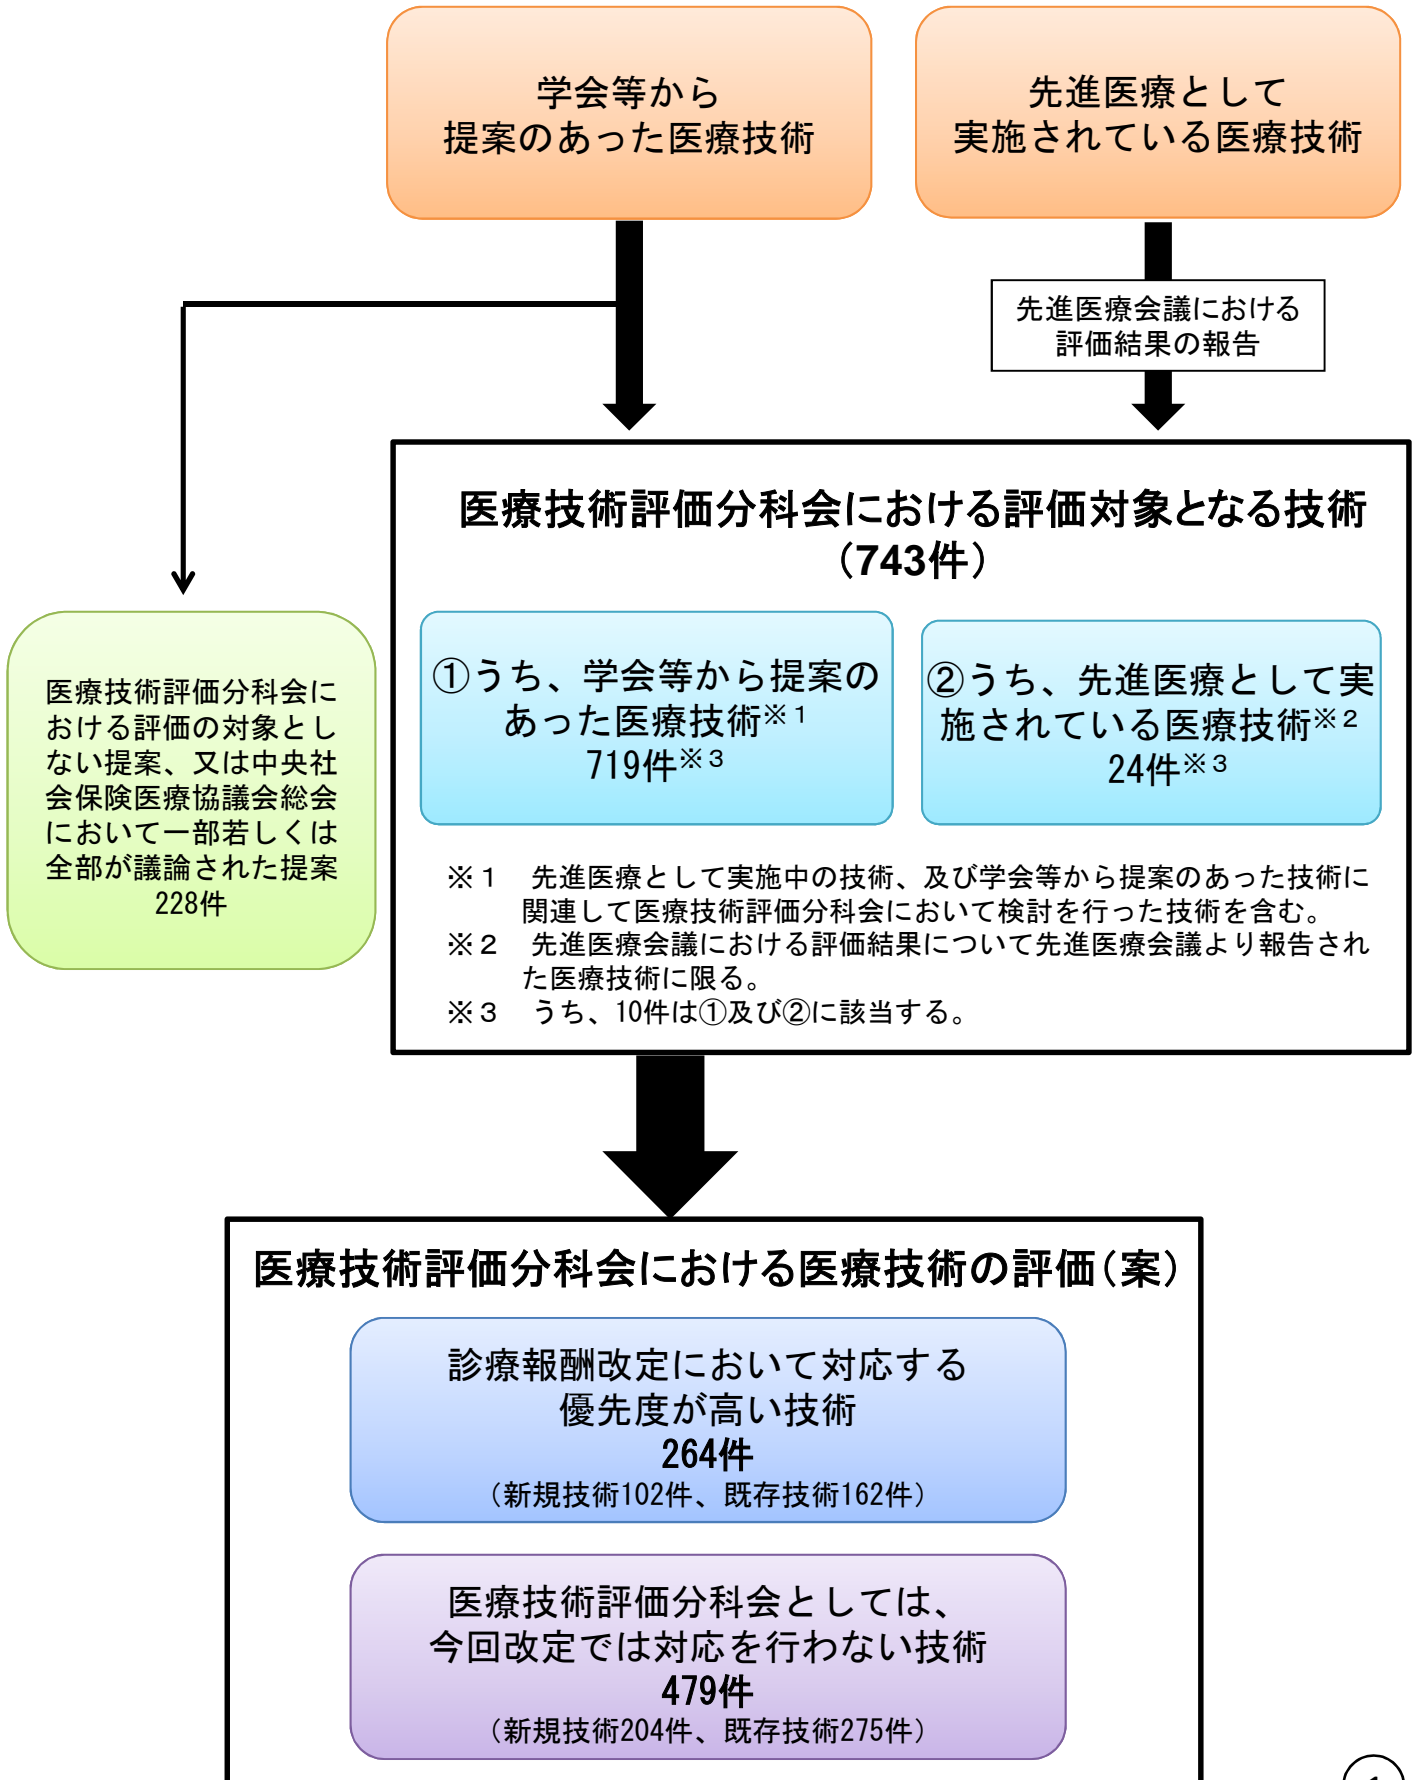 学会等から
提案のあった医療技術
先進医療として
実施されている医療技術
先進医療会議における
評価結果の報告
医療技術評価分科会における評価対象となる技術
（743件）
①うち、学会等から提案の
あった医療技術※１
719件※３
②うち、先進医療として実
施されている医療技術※２
24件※３
※１　先進医療として実施中の技術、及び学会等から提案のあった技術に
関連して医療技術評価分科会において検討を行った技術を含む。
※２　先進医療会議における評価結果について先進医療会議より報告され
た医療技術に限る。
※３　うち、10件は①及び②に該当する。
医療技術評価分科会に
おける評価の対象とし
ない提案、又は中央社
会保険医療協議会総会
において一部若しくは
全部が議論された提案
228件
医療技術評価分科会における医療技術の評価（案）
診療報酬改定において対応する
優先度が高い技術
264件
（新規技術102件、既存技術162件）
医療技術評価分科会としては、
今回改定では対応を行わない技術
479件
（新規技術204件、既存技術275件）